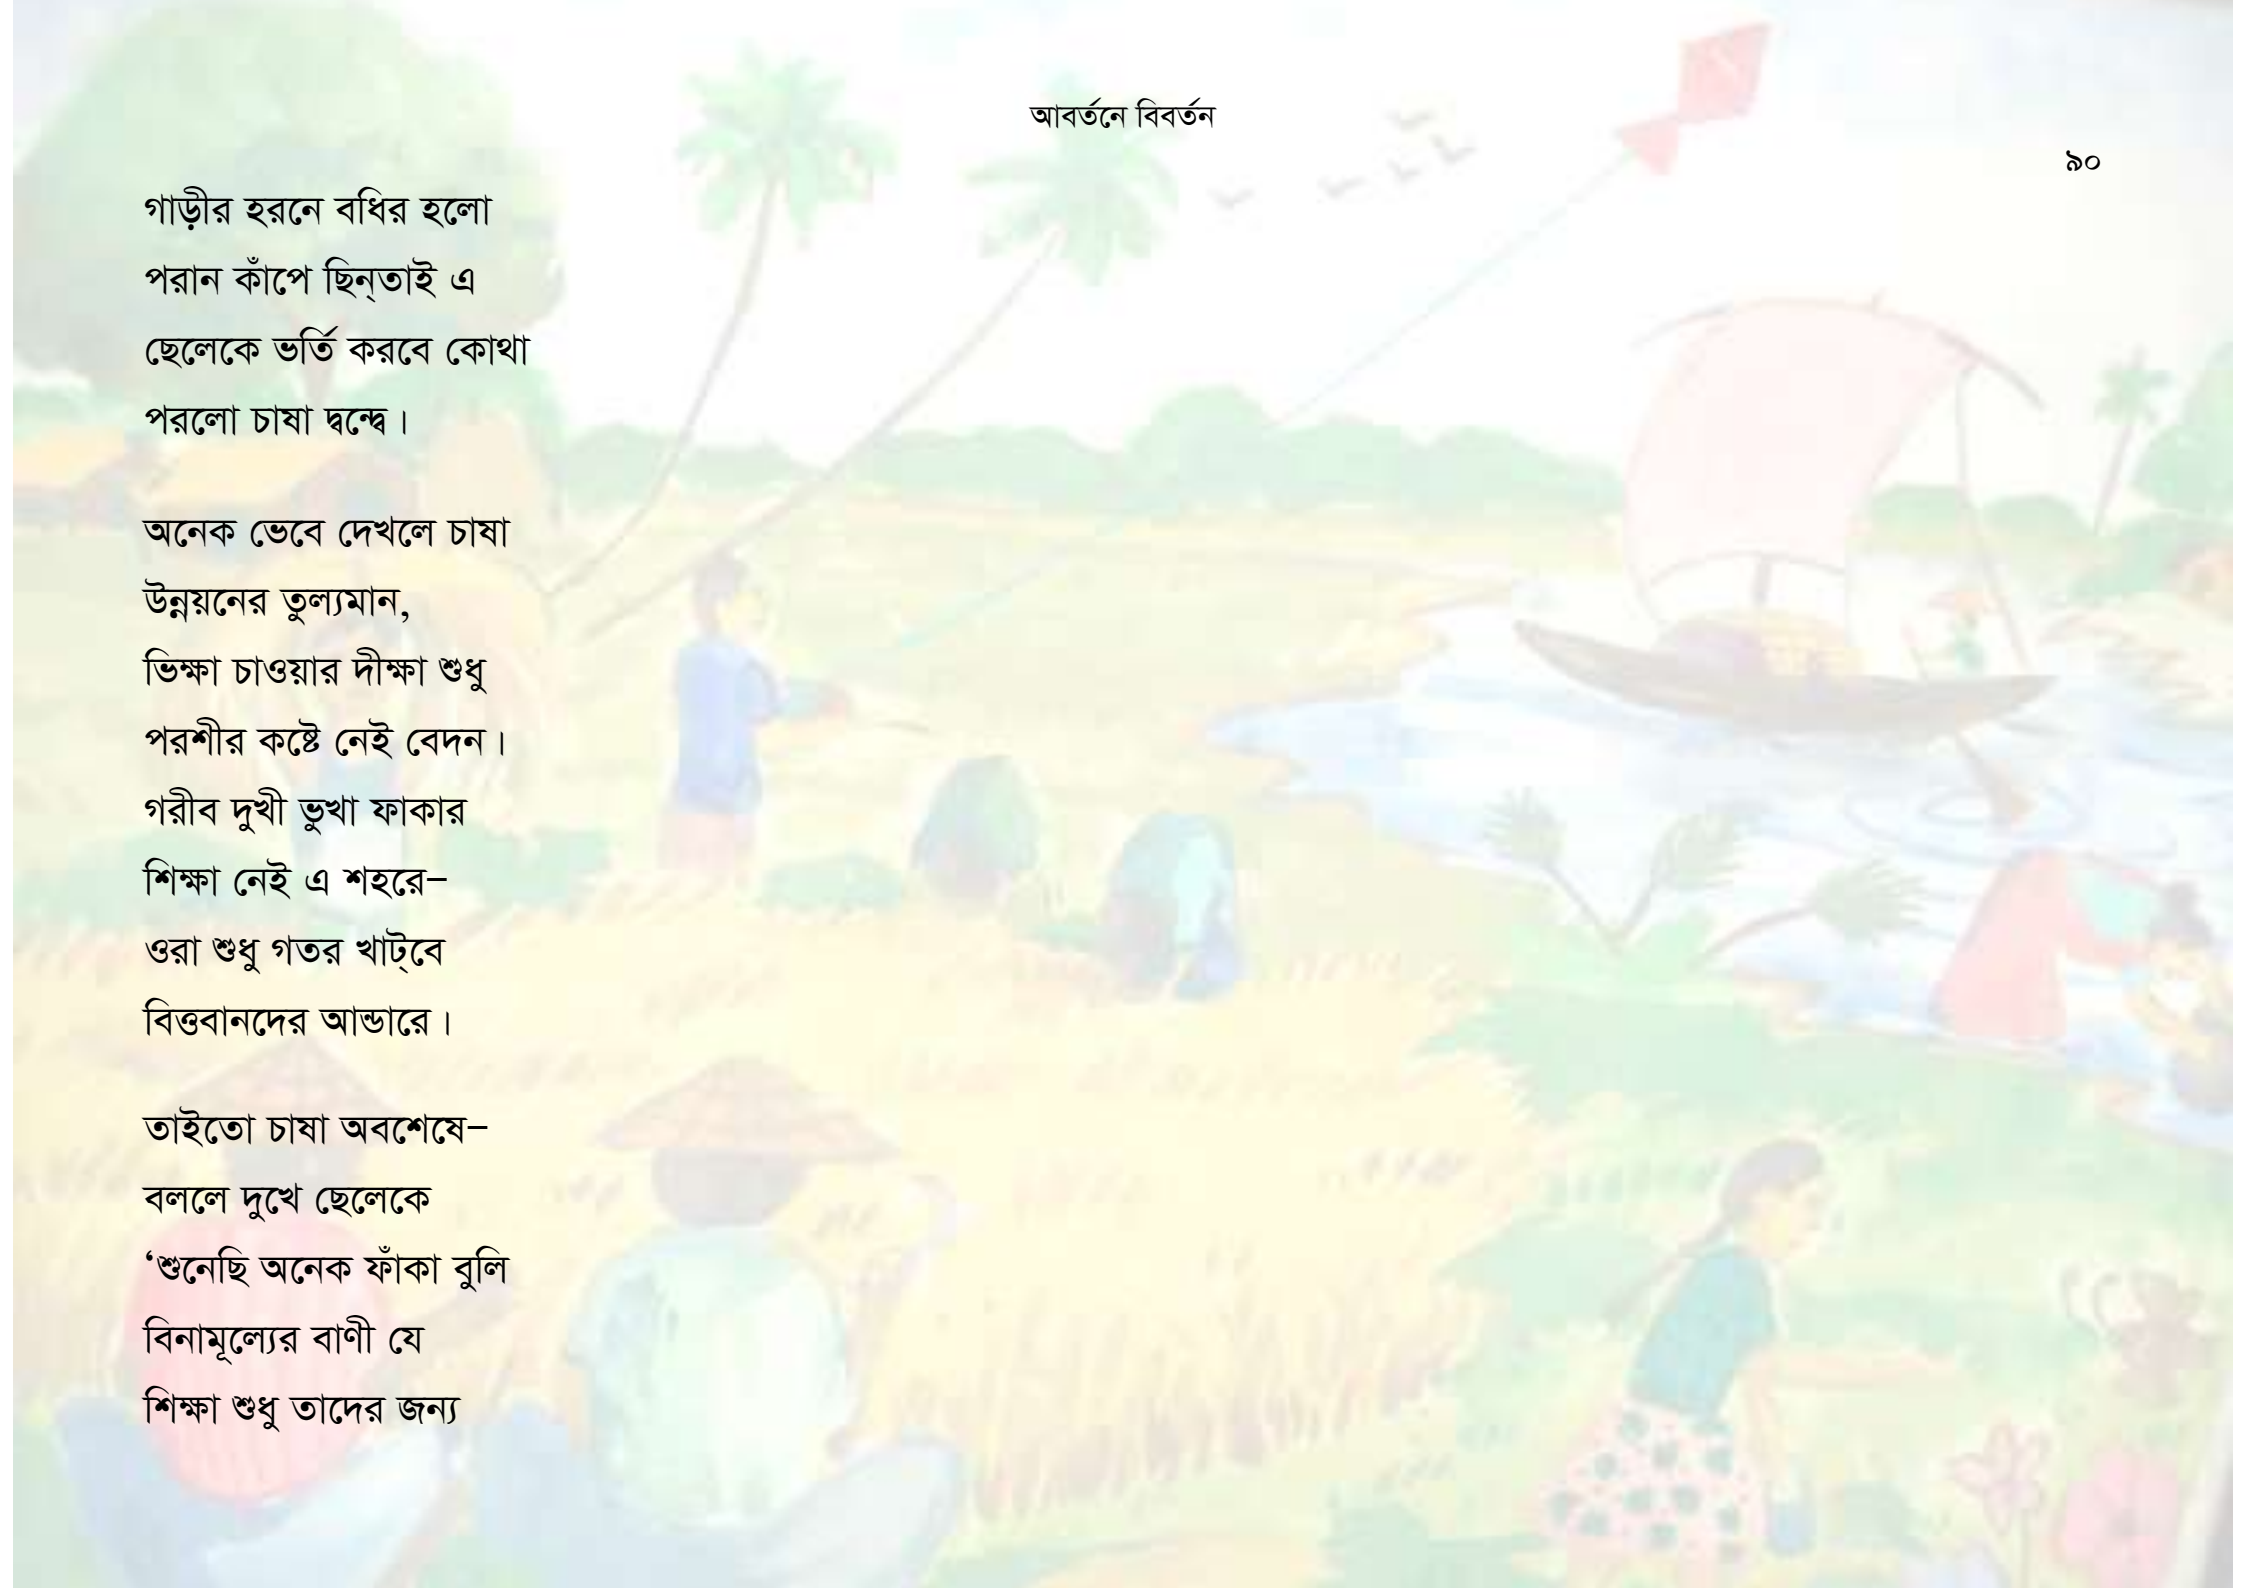 আবর্তনে বিবর্তন
৯০
গাড়ীর হরনে বধির হলো
পরান কাঁপে ছিন্‌তাই এ
ছেলেকে ভর্তি করবে কোথা
পরলো চাষা দ্বন্দ্বে।
অনেক ভেবে দেখলে চাষা
উন্নয়নের তুল্যমান,
ভিক্ষা চাওয়ার দীক্ষা শুধু
পরশীর কষ্টে নেই বেদন।
গরীব দুখী ভুখা ফাকার
শিক্ষা নেই এ শহরে–
ওরা শুধু গতর খাট্‌বে
বিত্তবানদের আন্ডারে।
তাইতো চাষা অবশেষে–
বললে দুখে ছেলেকে
‘শুনেছি অনেক ফাঁকা বুলি
বিনামূল্যের বাণী যে
শিক্ষা শুধু তাদের জন্য